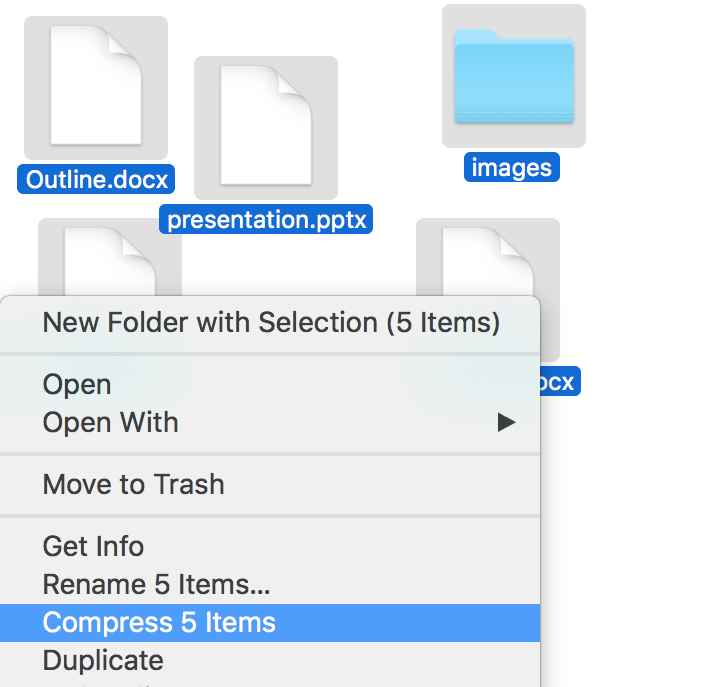 Outline.docx
images
presentation.pptx
New Folder with Selection (5 Items)
Open
Open With
Move to Trash
Get Info
Rename 5 Items...
Compress 5 Items
Duplicate